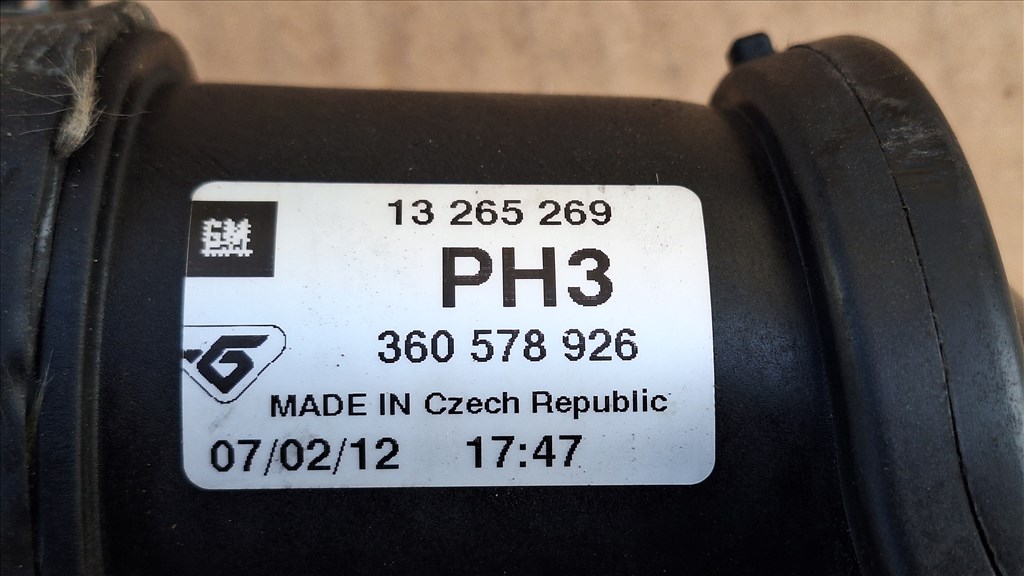 13 265 269
GM
PH3
360 578 926
G
MADE IN Czech Republic
07/02/12 17:47